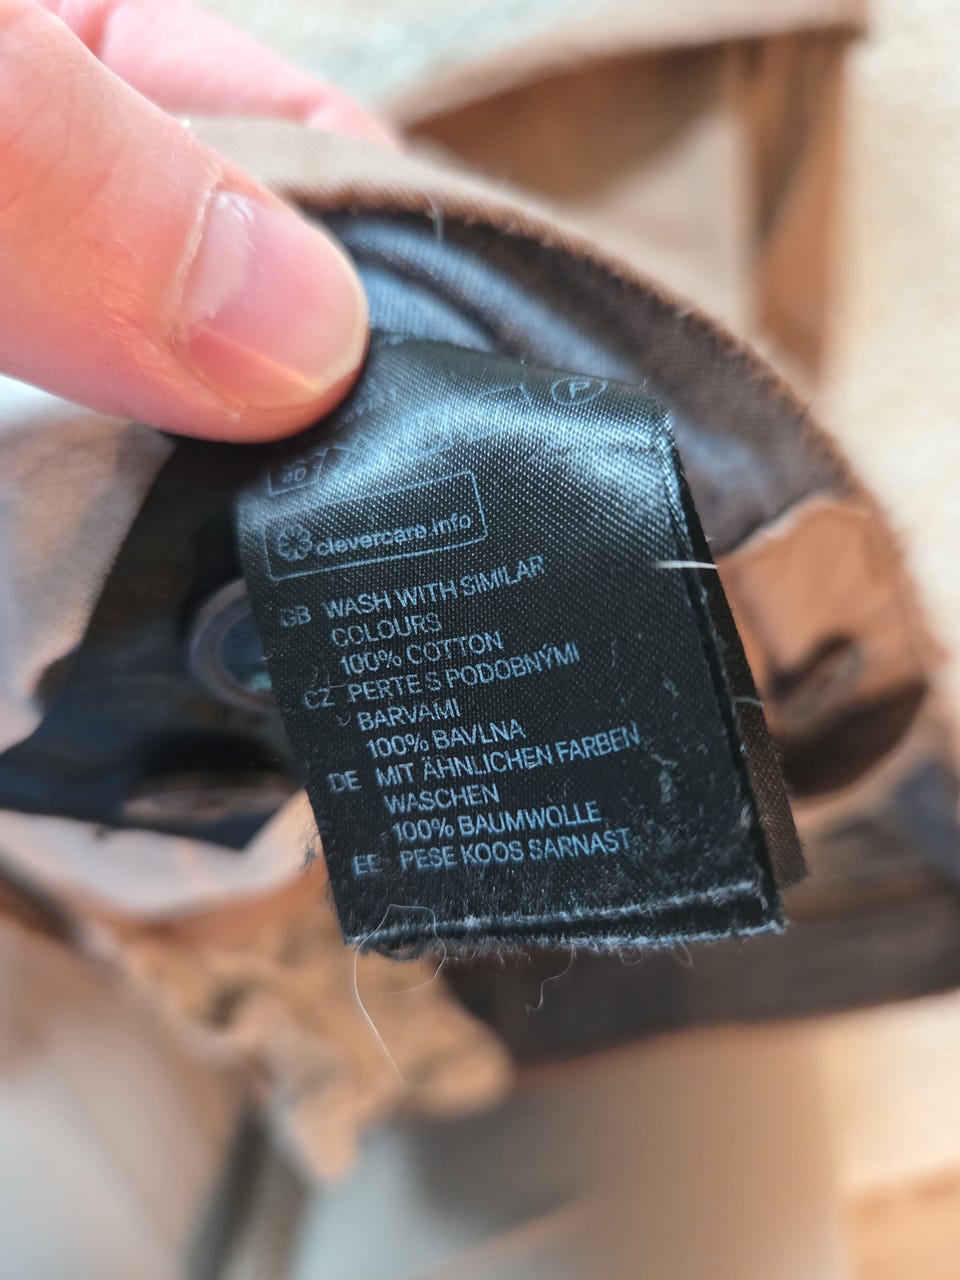 P
clevercare.info
GB WASH WITH SIMILAR
COLOURS
100% COTTON
CZ PERTE S PODOBNÝMI
BARVAMI
100% BAVLNA
DE MIT ÄHNLICHEN FARBEN
WASCHEN
100% BAUMWOLLE
EE PESE KOOS SARNAST